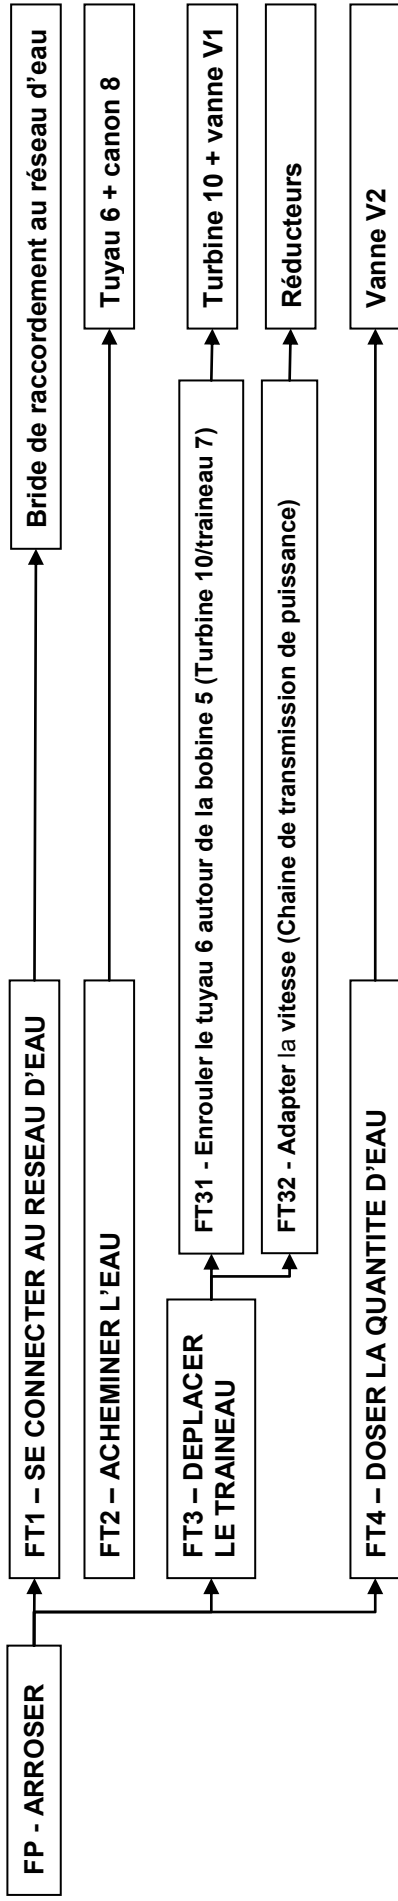 FP - ARROSER
FT1 – SE CONNECTER AU RESEAU D’EAU
Bride de raccordement au réseau d’eau
FT2 – ACHEMINER L’EAU
Tuyau 6 + canon 8
FT3 – DEPLACER
LE TRAINEAU
FT31 - Enrouler le tuyau 6 autour de la bobine 5 (Turbine 10/traineau 7)
Turbine 10 + vanne V1
FT32 - Adapter la vitesse (Chaine de transmission de puissance)
Réducteurs
FT4 – DOSER LA QUANTITE D’EAU
Vanne V2